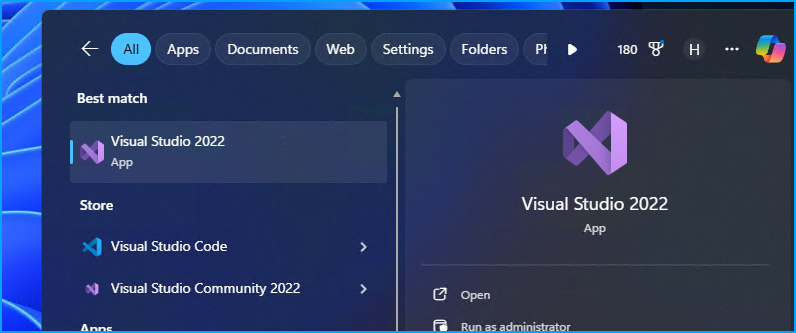 All
Apps
Documents
Web
Settings
Folders
Ph
180
H
Best match
Visual Studio 2022
App
Store
Visual Studio Code
Visual Studio Community 2022
Apps
Visual Studio 2022
App
Open
Run as administrator